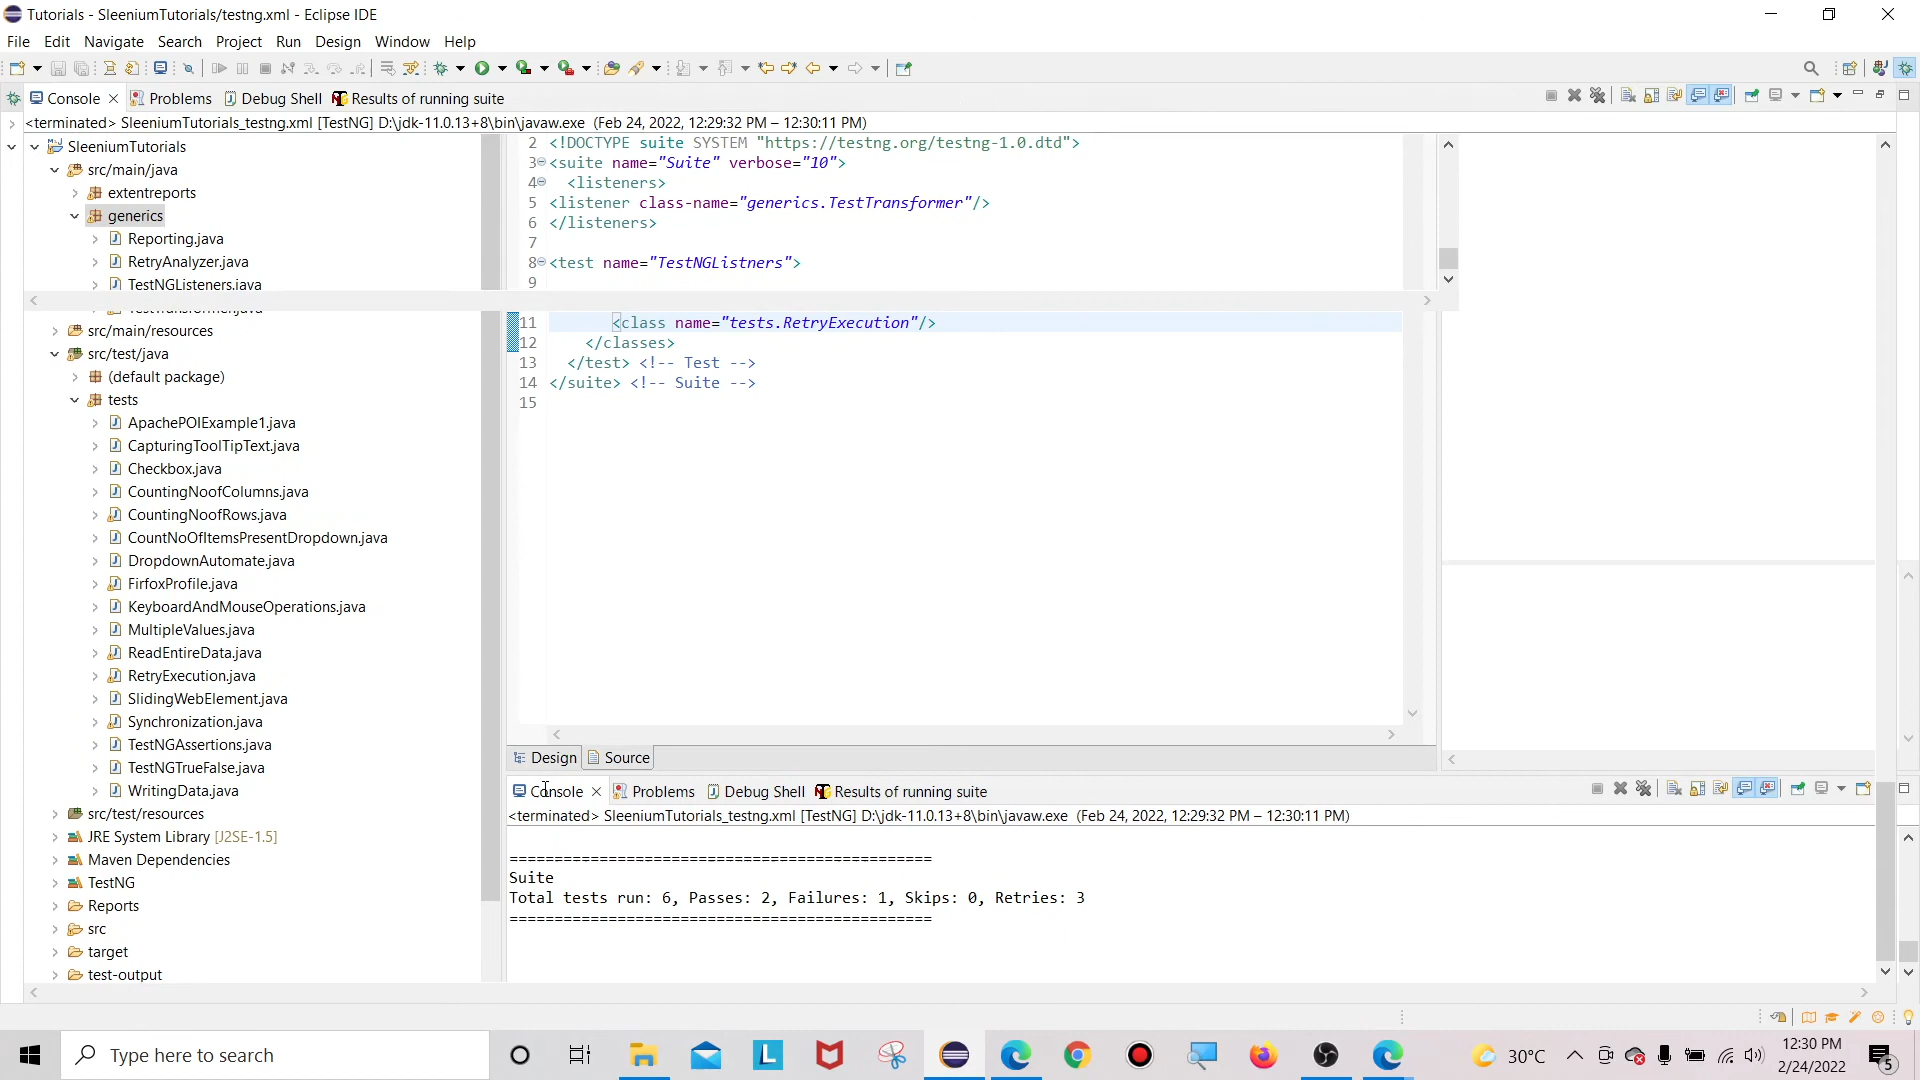 Tutorials - SleeniumTutorials/testng.xml - Eclipse IDE
File Edit Navigate Search Project Run Design Window Help
Console Problems Debug Shell Results of running suite
<terminated> SleeniumTutorials_testng.xml [TestNG] D:\jdk-11.0.13+8\bin\javaw.exe (Feb 24, 2022, 12:29:32 PM – 12:30:11 PM)
SleeniumTutorials
src/main/java
extentreports
generics
Reporting.java
RetryAnalyzer.java
TestNGListeners.java
TestTransformer.java
src/main/resources
src/test/java
(default package)
tests
ApachePOIExample1.java
CapturingToolTipText.java
Checkbox.java
CountingNoofColumns.java
CountingNoofRows.java
CountNoOfItemsPresentDropdown.java
DropdownAutomate.java
FirfoxProfile.java
KeyboardAndMouseOperations.java
MultipleValues.java
ReadEntireData.java
RetryExecution.java
SlidingWebElement.java
Synchronization.java
TestNGAssertions.java
TestNGTrueFalse.java
WritingData.java
src/test/resources
JRE System Library [J2SE-1.5]
Maven Dependencies
TestNG
Reports
src
target
test-output
2 <!DOCTYPE suite SYSTEM "https://testng.org/testng-1.0.dtd">
3 <suite name="Suite" verbose="10">
4 <listeners>
5 <listener class-name="generics.TestTransformer"/>
6 </listeners>
7
8 <test name="TestNGListners">
9
11 <class name="tests.RetryExecution"/>
12 </classes>
13 </test> <!-- Test -->
14 </suite> <!-- Suite -->
15
Design Source
Console Problems Debug Shell Results of running suite
<terminated> SleeniumTutorials_testng.xml [TestNG] D:\jdk-11.0.13+8\bin\javaw.exe (Feb 24, 2022, 12:29:32 PM – 12:30:11 PM)
===============================================
Suite
Total tests run: 6, Passes: 2, Failures: 1, Skips: 0, Retries: 3
===============================================
Type here to search
30°C
12:30 PM
2/24/2022
5